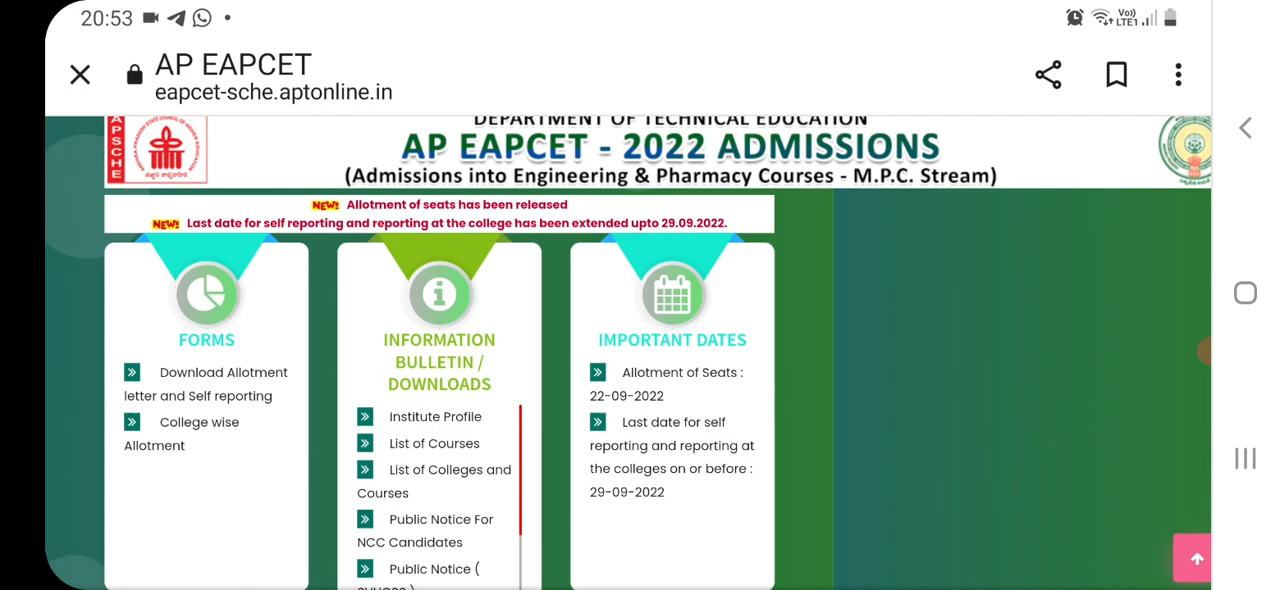 20:53
Vo))
LTE1
AP EAPCET
eapcet-sche.aptonline.in
APSCHE
DEPARTMENT OF TECHNICAL EDUCATION
AP EAPCET - 2022 ADMISSIONS
(Admissions into Engineering & Pharmacy Courses - M.P.C. Stream)
NEW! Allotment of seats has been released
NEW! Last date for self reporting and reporting at the college has been extended upto 29.09.2022.
FORMS
Download Allotment
letter and Self reporting
College wise
Allotment
INFORMATION
BULLETIN /
DOWNLOADS
Institute Profile
List of Courses
List of Colleges and
Courses
Public Notice For
NCC Candidates
Public Notice (
IMPORTANT DATES
Allotment of Seats :
22-09-2022
Last date for self
reporting and reporting at
the colleges on or before :
29-09-2022